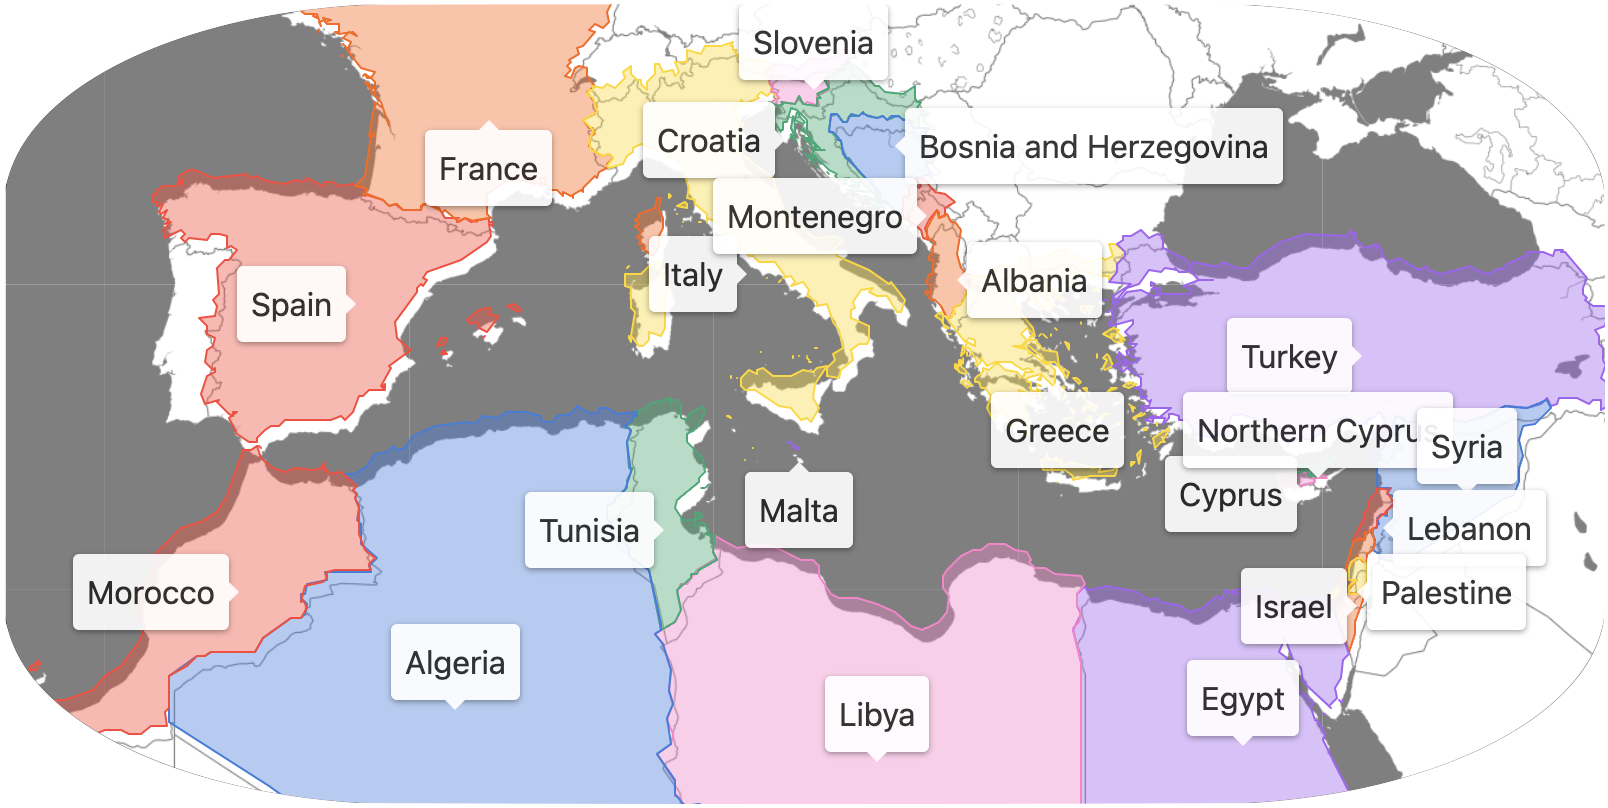 Slovenia
Croatia
Bosnia and Herzegovina
France
Montenegro
Italy
Albania
Spain
Turkey
Greece
Northern Cyprus
Syria
Cyprus
Malta
Tunisia
Lebanon
Morocco
Israel
Palestine
Algeria
Egypt
Libya